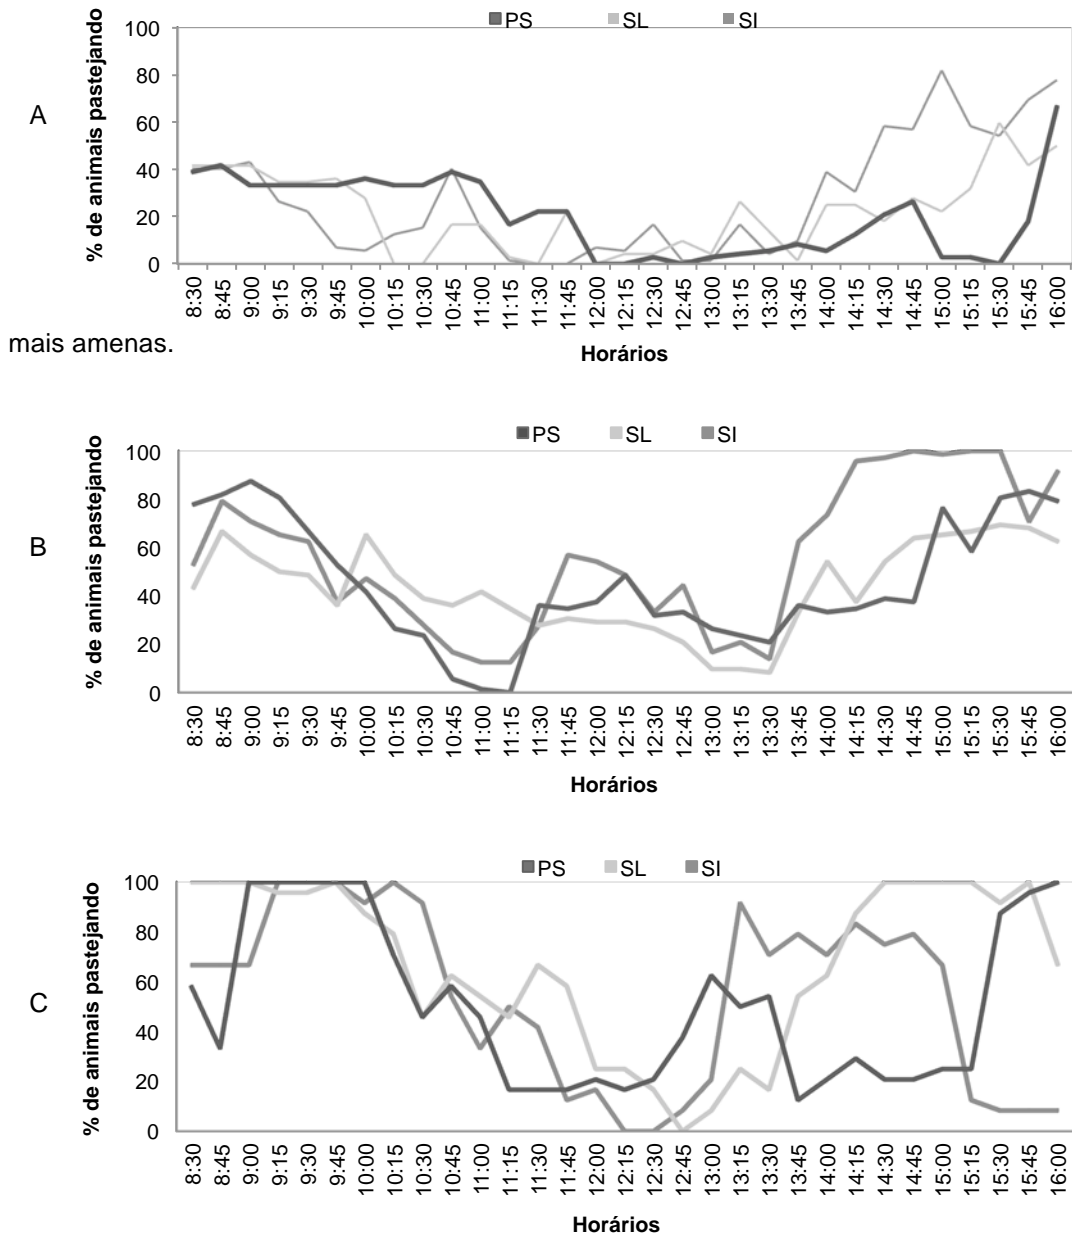 PS SL SI
% de animais pastejando
100
80
60
40
20
0
A
8:30 8:45 9:00 9:15 9:30 9:45 10:00 10:15 10:30 10:45 11:00 11:15 11:30 11:45 12:00 12:15 12:30 12:45 13:00 13:15 13:30 13:45 14:00 14:15 14:30 14:45 15:00 15:15 15:30 15:45 16:00
mais amenas.
Horários
PS SL SI
% de animais pastejando
100
80
60
40
20
0
B
8:30 8:45 9:00 9:15 9:30 9:45 10:00 10:15 10:30 10:45 11:00 11:15 11:30 11:45 12:00 12:15 12:30 12:45 13:00 13:15 13:30 13:45 14:00 14:15 14:30 14:45 15:00 15:15 15:30 15:45 16:00
Horários
PS SL SI
% de animais pastejando
100
80
60
40
20
0
C
8:30 8:45 9:00 9:15 9:30 9:45 10:00 10:15 10:30 10:45 11:00 11:15 11:30 11:45 12:00 12:15 12:30 12:45 13:00 13:15 13:30 13:45 14:00 14:15 14:30 14:45 15:00 15:15 15:30 15:45 16:00
Horários